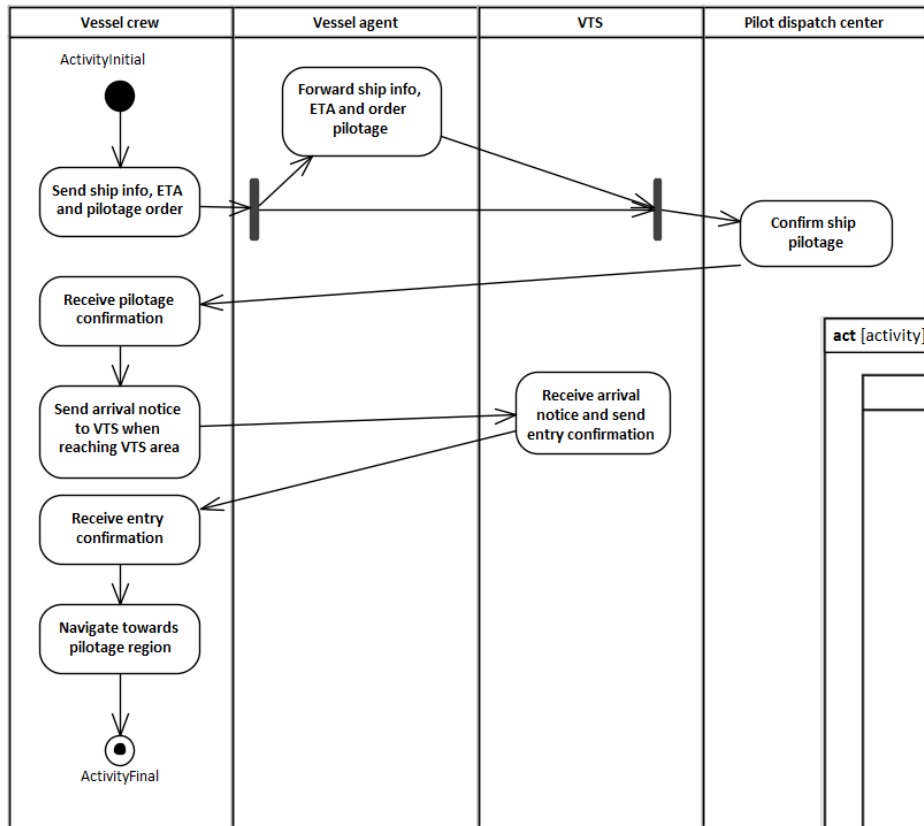 Vessel crew
Vessel agent
VTS
Pilot dispatch center
ActivityInitial
Forward ship info,
ETA and order
pilotage
Send ship info, ETA
and pilotage order
Confirm ship
pilotage
Receive pilotage
confirmation
act [activity]
Send arrival notice
to VTS when
reaching VTS area
Receive arrival
notice and send
entry confirmation
Receive entry
confirmation
Navigate towards
pilotage region
ActivityFinal